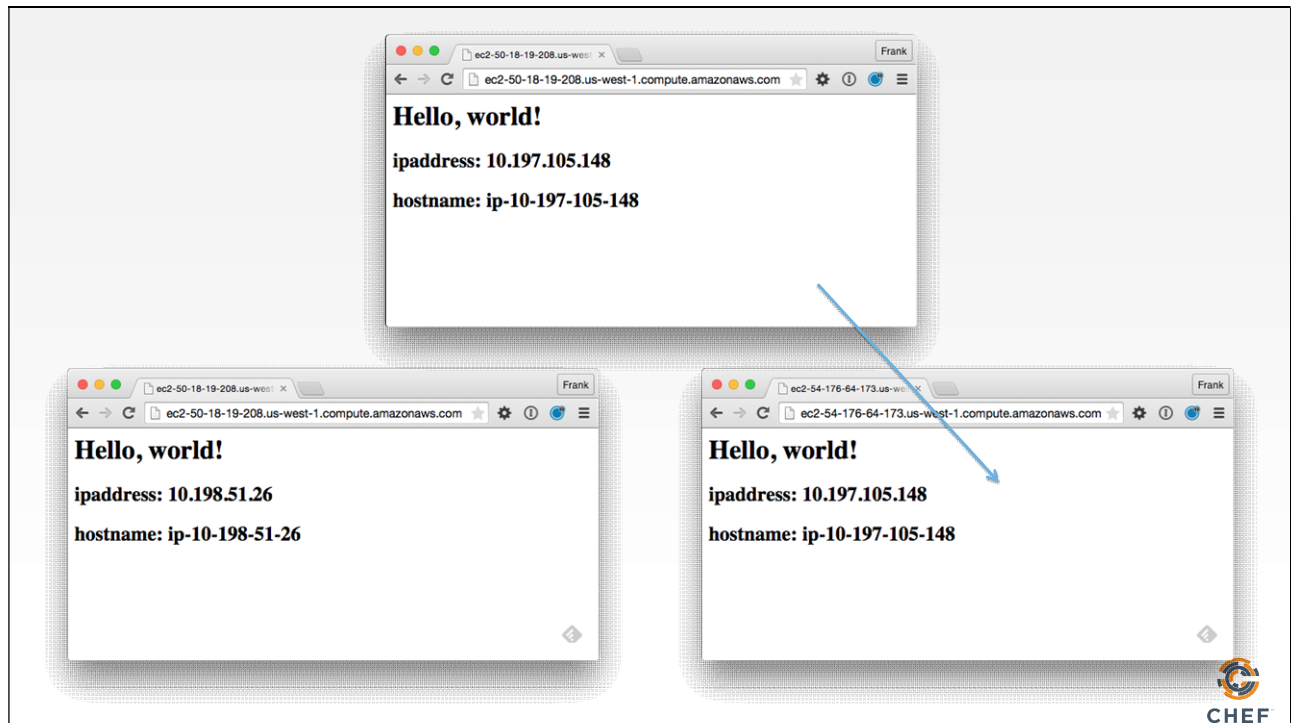 ec2-50-18-19-208.us-west
Frank
ec2-50-18-19-208.us-west-1.compute.amazonaws.com
Hello, world!
ipaddress: 10.197.105.148
hostname: ip-10-197-105-148
ec2-50-18-19-208.us-west
Frank
ec2-50-18-19-208.us-west-1.compute.amazonaws.com
Hello, world!
ipaddress: 10.198.51.26
hostname: ip-10-198-51-26
ec2-54-176-64-173.us-we
Frank
ec2-54-176-64-173.us-west-1.compute.amazonaws.com
Hello, world!
ipaddress: 10.197.105.148
hostname: ip-10-197-105-148
CHEF